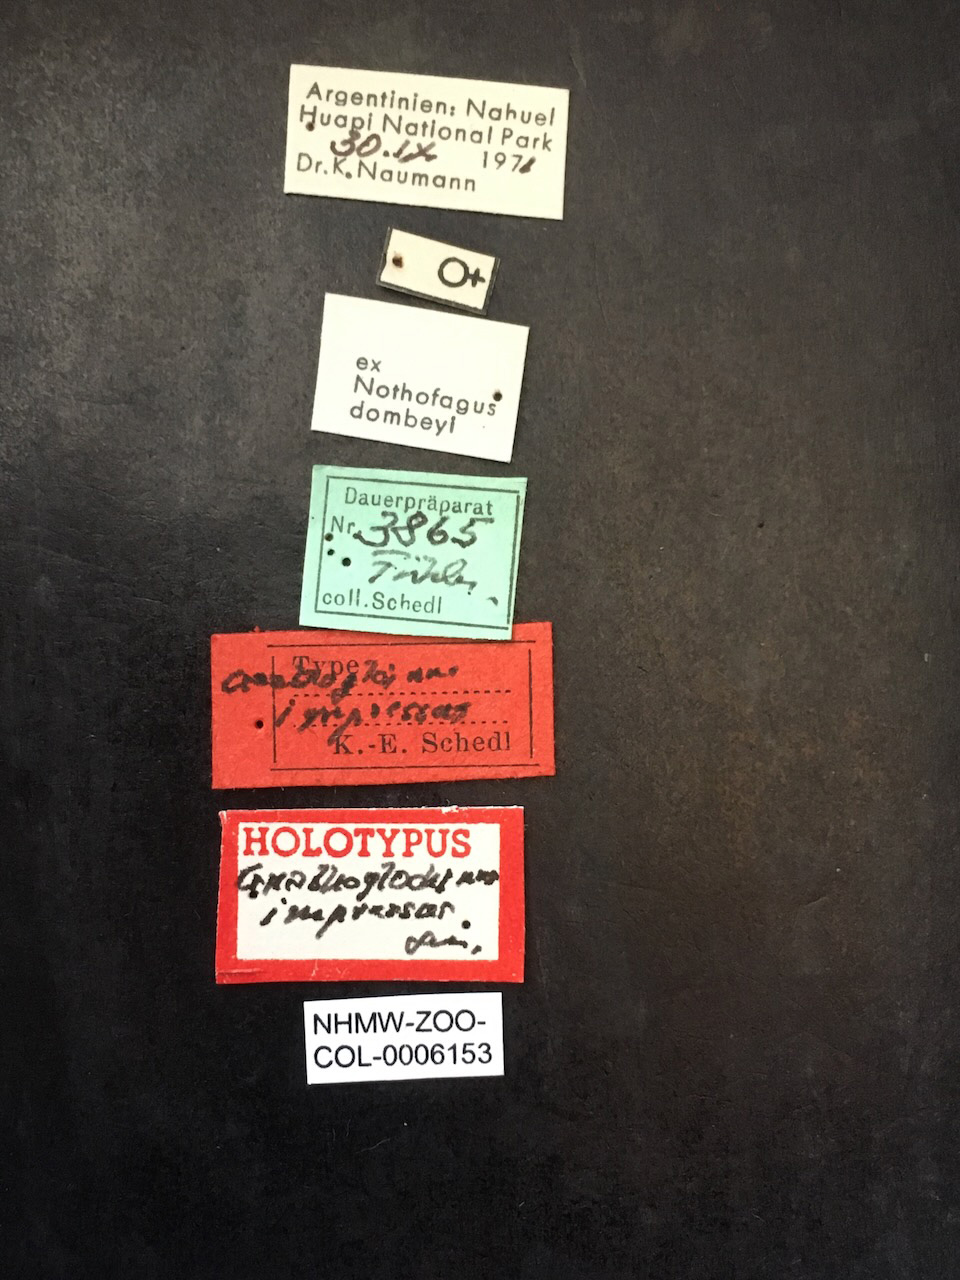 Argentinien: Nahuel
Huapi National Park
30.IX 1971
Dr.K.Naumann
♀
ex
Nothofagus
dombeyi
Dauerpräparat
Nr. 3865
coll. Schedl
Type
impressus
K.-E. Schedl
HOLOTYPUS
impressus
NHMW-ZOO-
COL-0006153